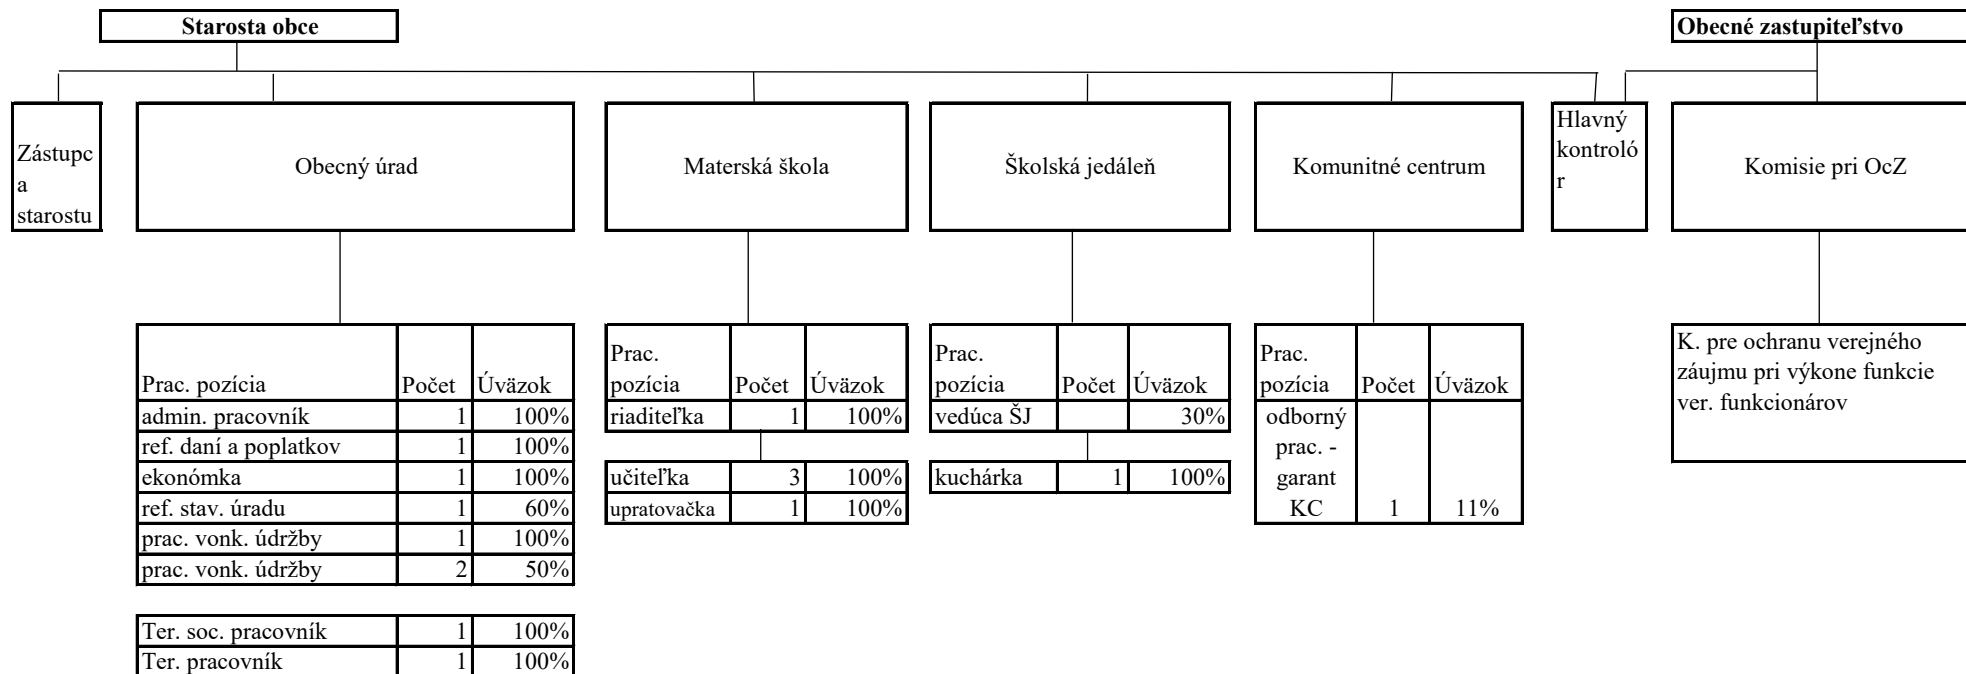 Starosta obce
Obecné zastupiteľstvo
Zástupc
a
starostu
Obecný úrad
Materská škola
Školská jedáleň
Komunitné centrum
Hlavný
kontroló
r
Komisie pri OcZ
Prac. pozícia Počet Úväzok
admin. pracovník 1 100%
ref. daní a poplatkov 1 100%
ekonómka 1 100%
ref. stav. úradu 1 60%
prac. vonk. údržby 1 100%
prac. vonk. údržby 2 50%
Ter. soc. pracovník 1 100%
Ter. pracovník 1 100%
Prac.
pozícia Počet Úväzok
riaditeľka 1 100%
učiteľka 3 100%
upratovačka 1 100%
Prac.
pozícia Počet Úväzok
vedúca ŠJ 30%
kuchárka 1 100%
Prac.
pozícia Počet Úväzok
odborný
prac. -
garant
KC 1 11%
K. pre ochranu verejného
záujmu pri výkone funkcie
ver. funkcionárov